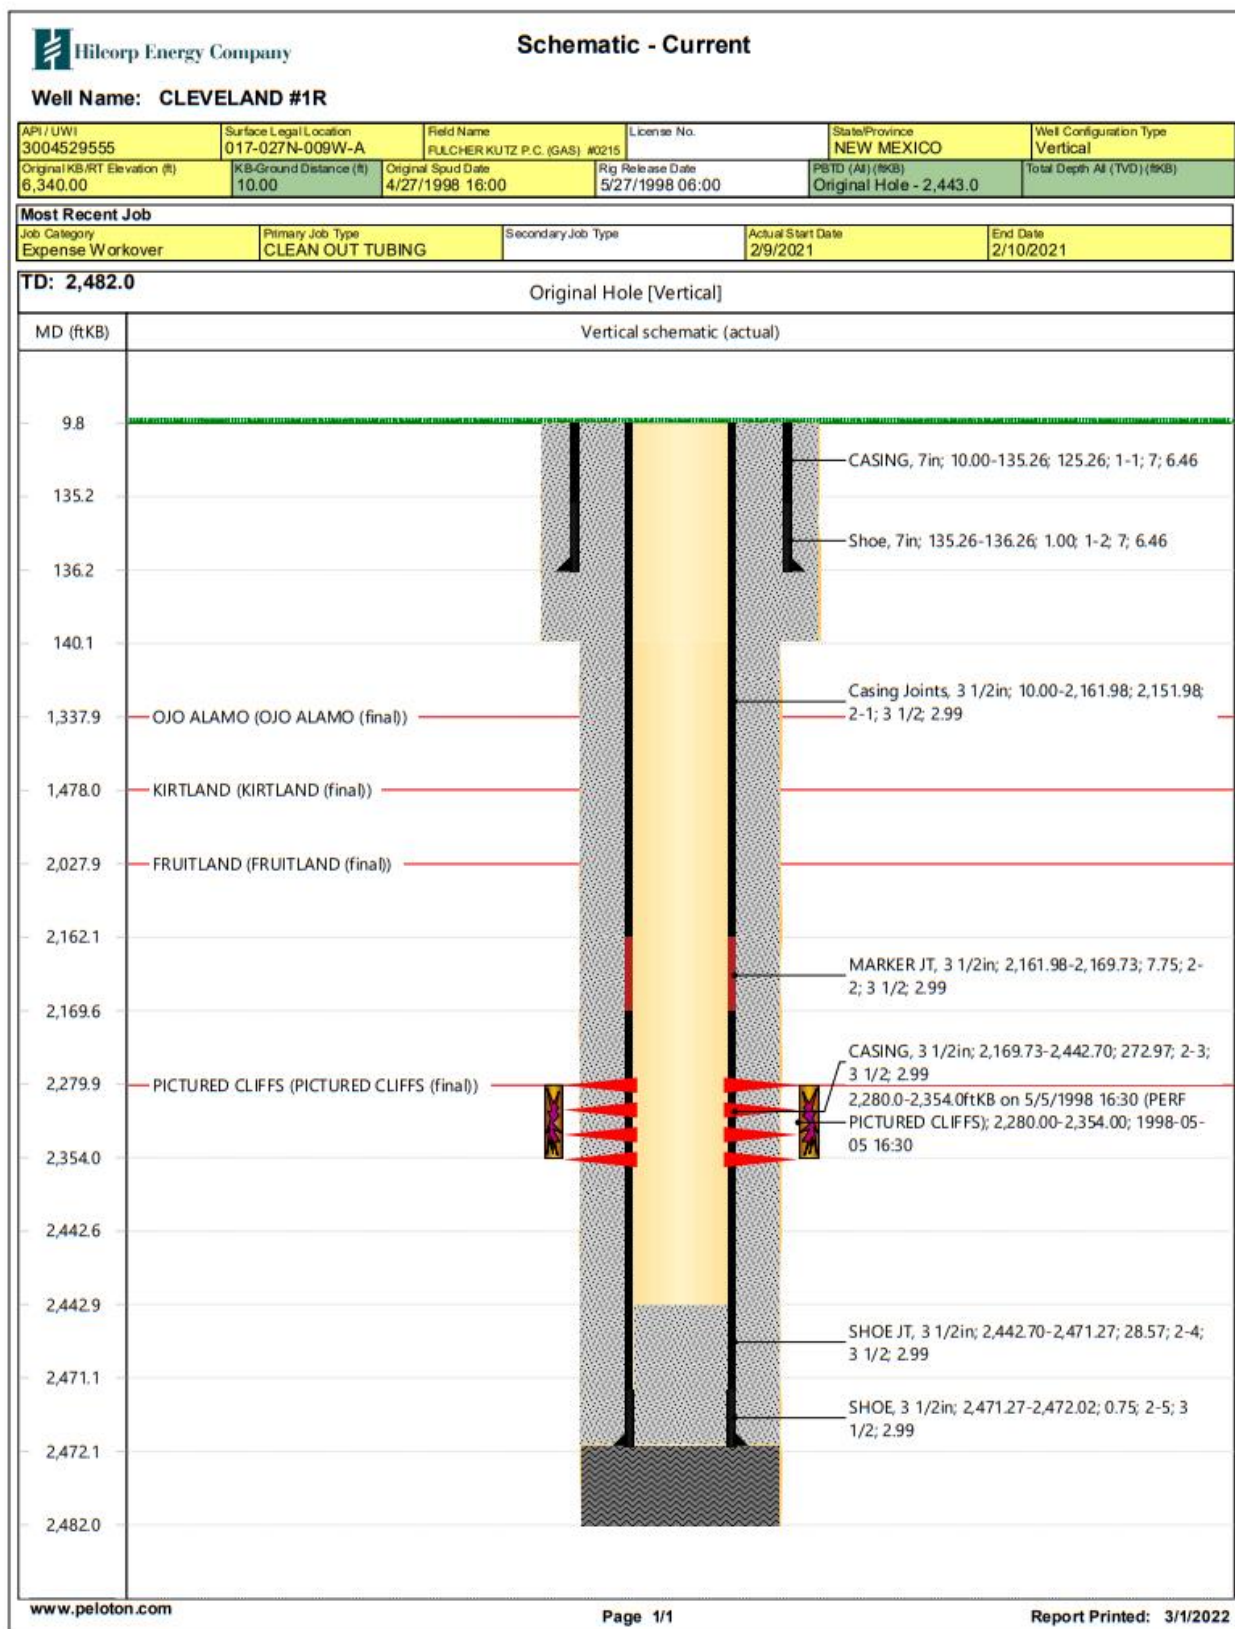 Hilcorp Energy Company
Schematic - Current
Well Name: CLEVELAND #1R
API / UWI
3004529555
Surface Legal Location
017-027N-009W-A
Field Name
FULCHER KUTZ P.C. (GAS) #0215
License No.
State/Province
NEW MEXICO
Well Configuration Type
Vertical
Original KB/RT Elevation (ft)
6,340.00
KB-Ground Distance (ft)
10.00
Original Spud Date
4/27/1998 16:00
Rig Release Date
5/27/1998 06:00
PBTD (All) (ftKB)
Original Hole - 2,443.0
Total Depth All (TVD) (ftKB)
Most Recent Job
Job Category
Expense Workover
Primary Job Type
CLEAN OUT TUBING
Secondary Job Type
Actual Start Date
2/9/2021
End Date
2/10/2021
TD: 2,482.0
Original Hole [Vertical]
MD (ftKB)
Vertical schematic (actual)
9.8
CASING, 7in; 10.00-135.26; 125.26; 1-1; 7; 6.46
135.2
Shoe, 7in; 135.26-136.26; 1.00; 1-2; 7; 6.46
136.2
140.1
Casing Joints, 3 1/2in; 10.00-2,161.98; 2,151.98;
2-1; 3 1/2; 2.99
1,337.9
OJO ALAMO (OJO ALAMO (final))
1,478.0
KIRTLAND (KIRTLAND (final))
2,027.9
FRUITLAND (FRUITLAND (final))
2,162.1
MARKER JT, 3 1/2in; 2,161.98-2,169.73; 7.75; 2-
2; 3 1/2; 2.99
2,169.6
CASING, 3 1/2in; 2,169.73-2,442.70; 272.97; 2-3;
3 1/2; 2.99
2,279.9
PICTURED CLIFFS (PICTURED CLIFFS (final))
2,280.0-2,354.0ftKB on 5/5/1998 16:30 (PERF
PICTURED CLIFFS); 2,280.00-2,354.00; 1998-05-
05 16:30
2,354.0
2,442.6
2,442.9
SHOE JT, 3 1/2in; 2,442.70-2,471.27; 28.57; 2-4;
3 1/2; 2.99
2,471.1
SHOE, 3 1/2in; 2,471.27-2,472.02; 0.75; 2-5; 3
1/2; 2.99
2,472.1
2,482.0
www.peloton.com
Page 1/1
Report Printed: 3/1/2022